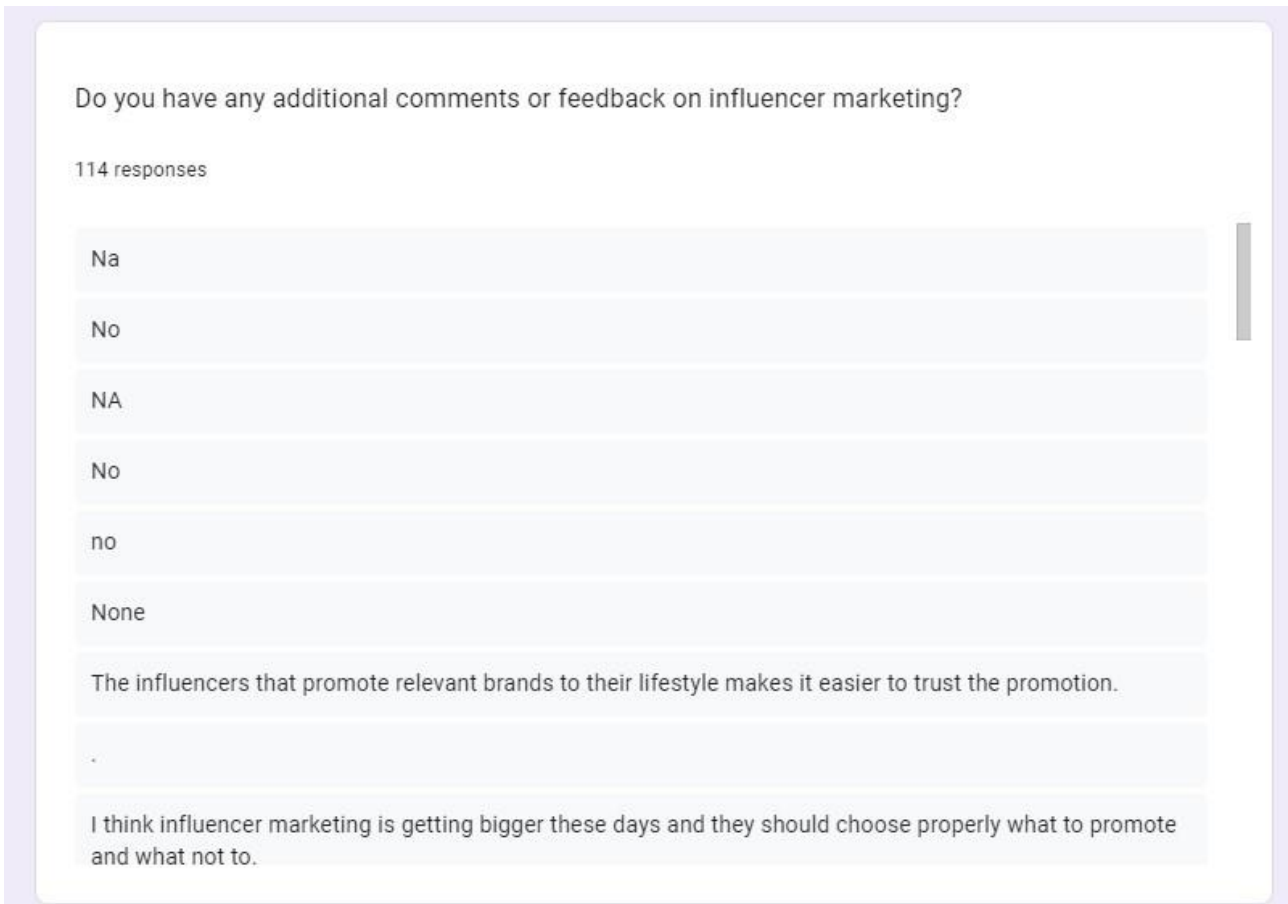 Do you have any additional comments or feedback on influencer marketing?
114 responses
Na
No
NA
No
no
None
The influencers that promote relevant brands to their lifestyle makes it easier to trust the promotion.
.
I think influencer marketing is getting bigger these days and they should choose properly what to promote
and what not to.